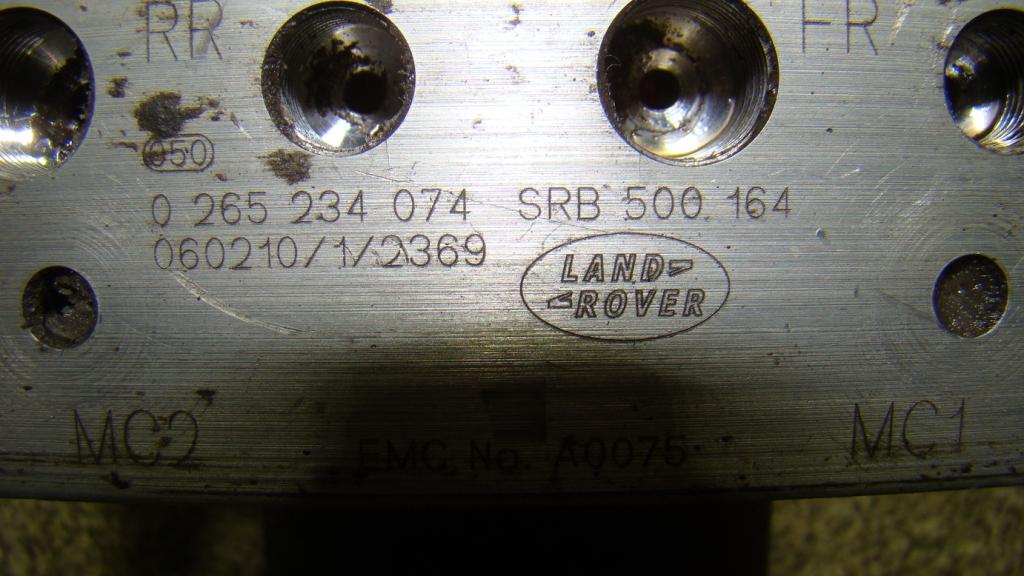 RR FR
050
0 265 234 074 SRB 500 164
060210/1/2369
LAND
ROVER
MC2 MC1
EMC No. A0075